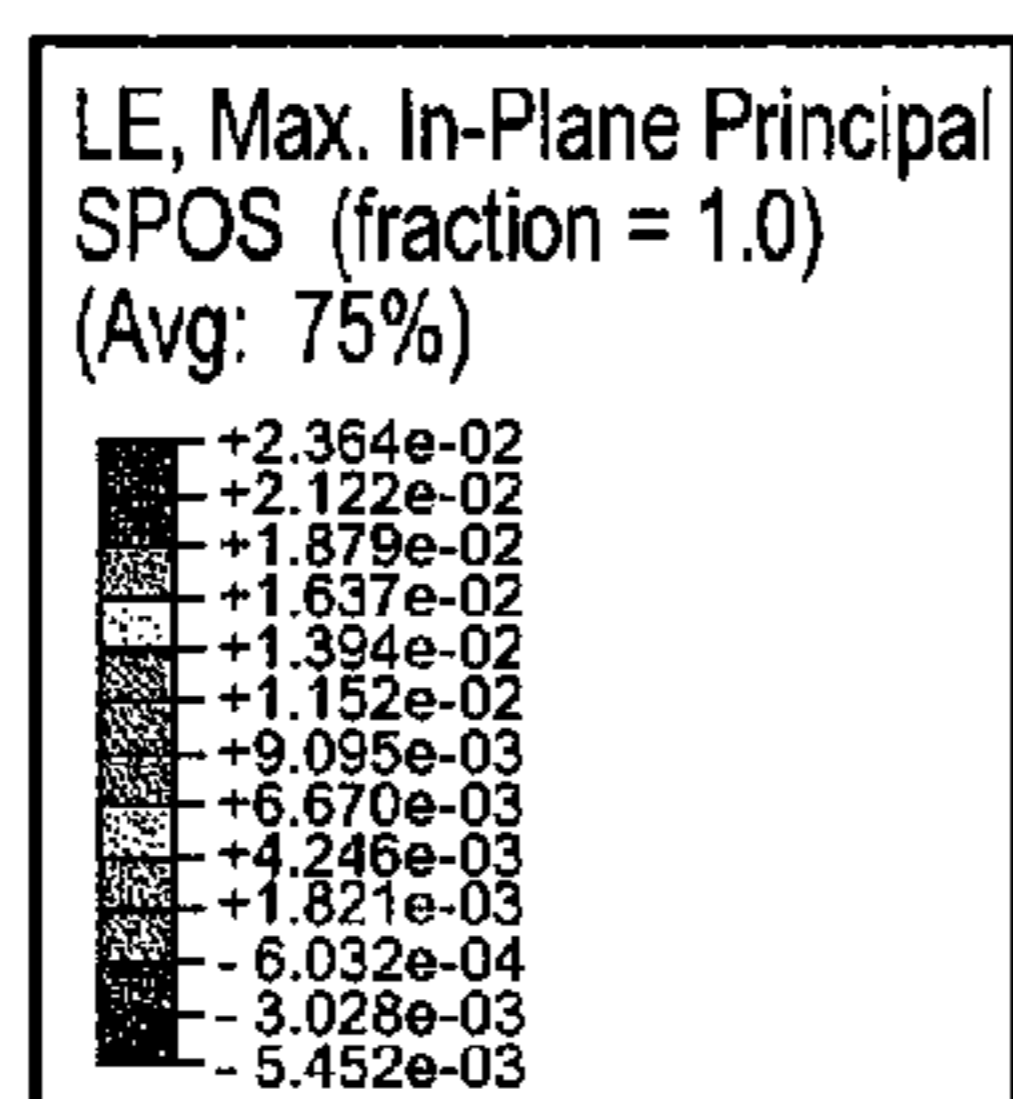 LE, Max. In-Plane Principal
SPOS (fraction = 1.0)
(Avg: 75%)
+2.364e-02
+2.122e-02
+1.879e-02
+1.637e-02
+1.394e-02
+1.152e-02
+9.095e-03
+6.670e-03
+4.246e-03
+1.821e-03
- 6.032e-04
- 3.028e-03
- 5.452e-03